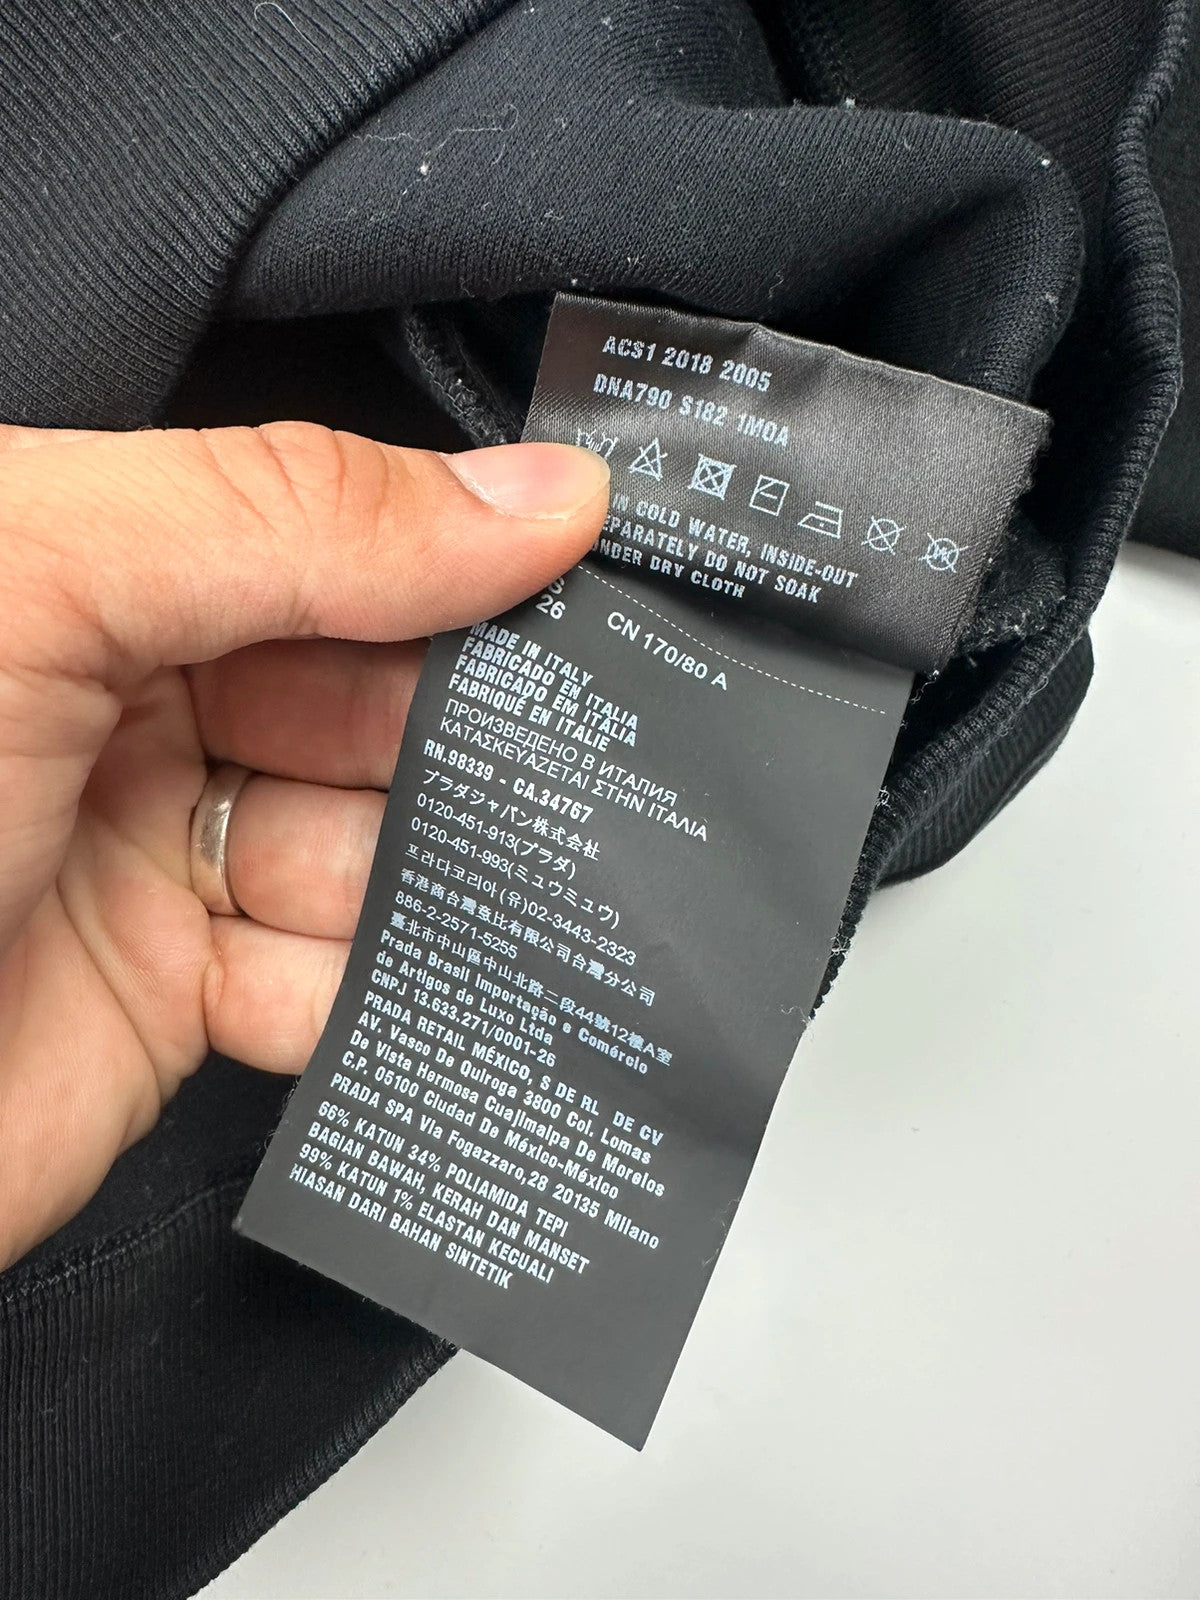 ACS1 2018 2005
DNA790 S182 1M0A
IN COLD WATER, INSIDE-OUT
SEPARATELY DO NOT SOAK
UNDER DRY CLOTH
S
26
CN 170/80 A
MADE IN ITALY
FABRICADO EN ITALIA
FABRICADO EM ITÁLIA
FABRIQUÉ EN ITALIE
ПРОИЗВЕДЕНО В ИТАЛИЯ
ΚΑΤΑΣΚΕΥΑΖΕΤΑΙ ΣΤΗΝ ΙΤΑΛΙΑ
RN.98339 - CA.34767
プラダジャパン株式会社
0120-451-913(プラダ)
0120-451-993(ミュウミュウ)
프라다코리아(유)02-3443-2323
香港商台灣意比有限公司台灣分公司
886-2-2571-5255
臺北市中山區中山北路二段44號12樓A室
Prada Brasil Importação e Comércio
de Artigos de Luxo Ltda
CNPJ 13.633.271/0001-26
PRADA RETAIL MÉXICO, S DE RL DE CV
AV. Vasco De Quiroga 3800 Col. Lomas
De Vista Hermosa Cuajimalpa De Morelos
C.P. 05100 Ciudad De México-México
PRADA SPA Via Fogazzaro,28 20135 Milano
66% KATUN 34% POLIAMIDA TEPI
BAGIAN BAWAH, KERAH DAN MANSET
99% KATUN 1% ELASTAN KECUALI
HIASAN DARI BAHAN SINTETIK